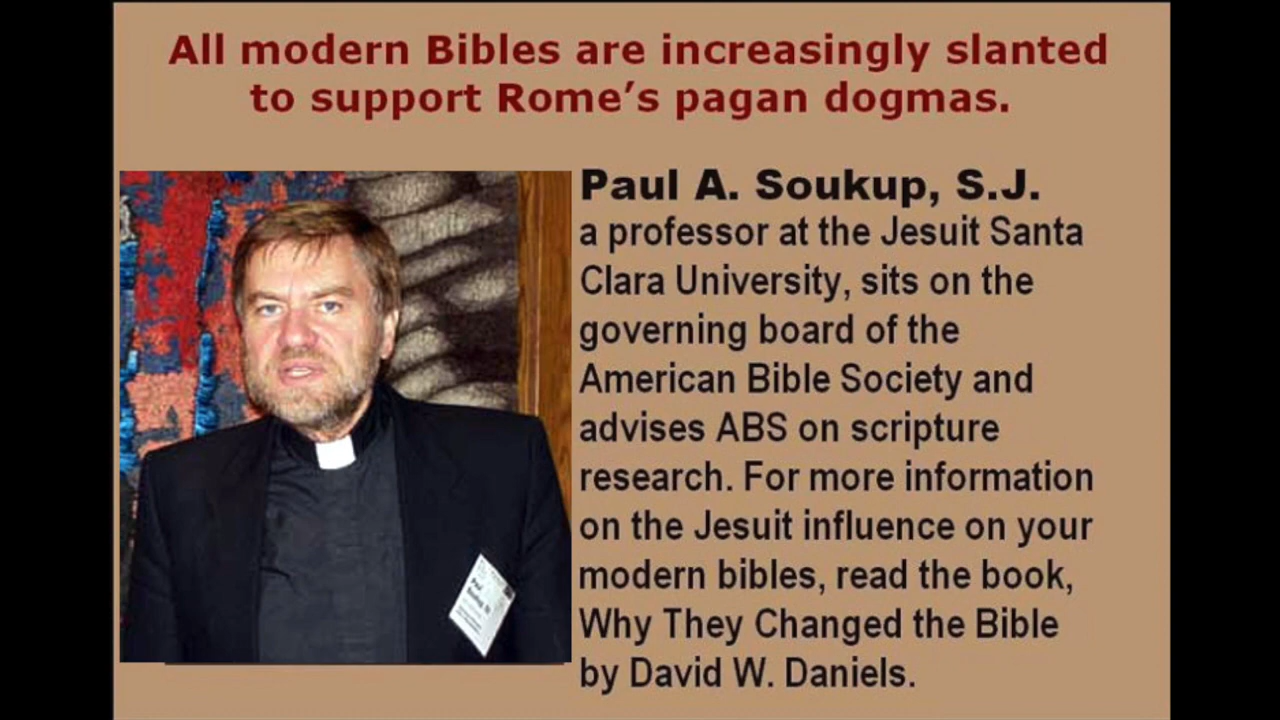 All modern Bibles are increasingly slanted
to support Rome's pagan dogmas.
Paul A. Soukup, S.J.
a professor at the Jesuit Santa
Clara University, sits on the
governing board of the
American Bible Society and
advises ABS on scripture
research. For more information
on the Jesuit influence on your
modern bibles, read the book,
Why They Changed the Bible
by David W. Daniels.
Paul